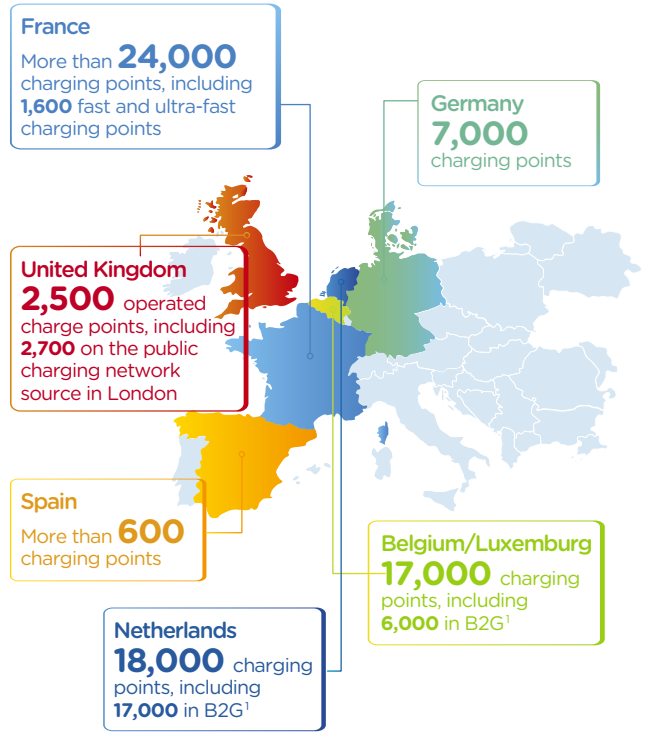 France
More than 24,000
charging points, including
1,600 fast and ultra-fast
charging points
Germany
7,000
charging points
United Kingdom
2,500 operated
charge points, including
2,700 on the public
charging network
source in London
Spain
More than 600
charging points
Belgium/Luxemburg
17,000 charging
points, including
6,000 in B2G¹
Netherlands
18,000 charging
points, including
17,000 in B2G¹